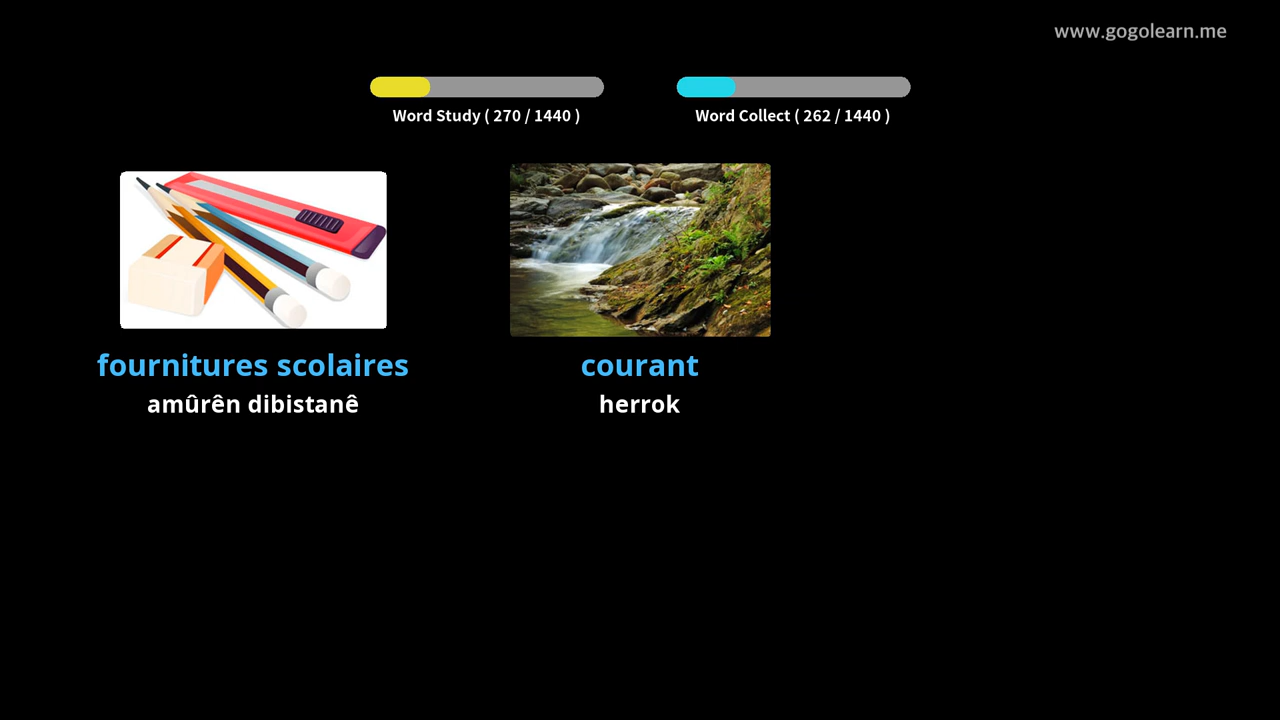 www.gogolearn.me
Word Study ( 270 / 1440 )
Word Collect ( 262 / 1440 )
fournitures scolaires
amûrên dibistanê
courant
herrok